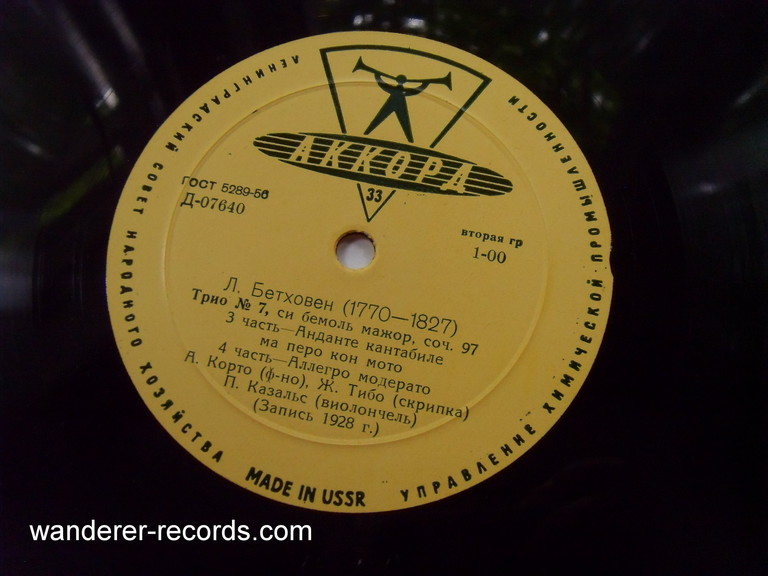 ЛЕНИНГРАДСКИЙ СОВЕТ НАРОДНОГО ХОЗЯЙСТВА
УПРАВЛЕНИЕ ХИМИЧЕСКОЙ ПРОМЫШЛЕННОСТИ
АККОРД
33
ГОСТ 5289-56
Д-07640
вторая гр
1-00
Л. Бетховен (1770—1827)
Трио № 7, си бемоль мажор, соч. 97
3 часть—Анданте кантабиле
ма перо кон мото
4 часть—Аллегро модерато
А. Корто (ф-но), Ж. Тибо (скрипка)
П. Казальс (виолончель)
(Запись 1928 г.)
MADE IN USSR
wanderer-records.com